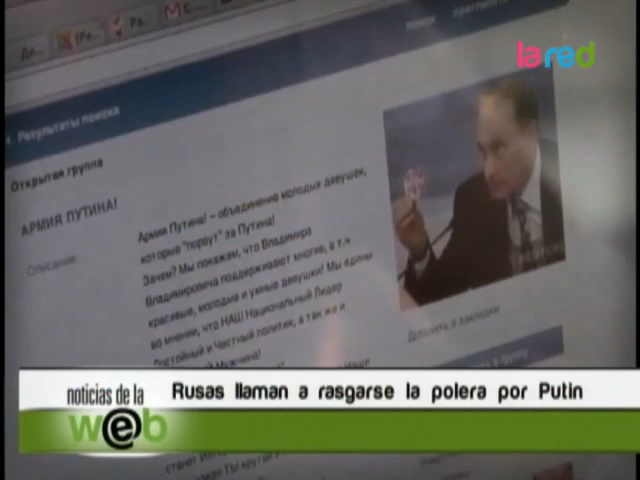 lared
Результаты поиска
Открытая группа
АРМИЯ ПУТИНА!
Описание:
Армия Путина! – объединение молодых девушек,
которые "порвут" за Путина!
Зачем? Мы покажем, что Владимира
Владимировича поддерживают многие, в т.ч.
красивые, молодые и умные девушки! Мы едины
во мнении, что НАШ Национальный Лидер
Достойный и Честный политик, а так же и
Мужчина!
Добавить в закладки
noticias de la
web
Rusas llaman a rasgarse la polera por Putin